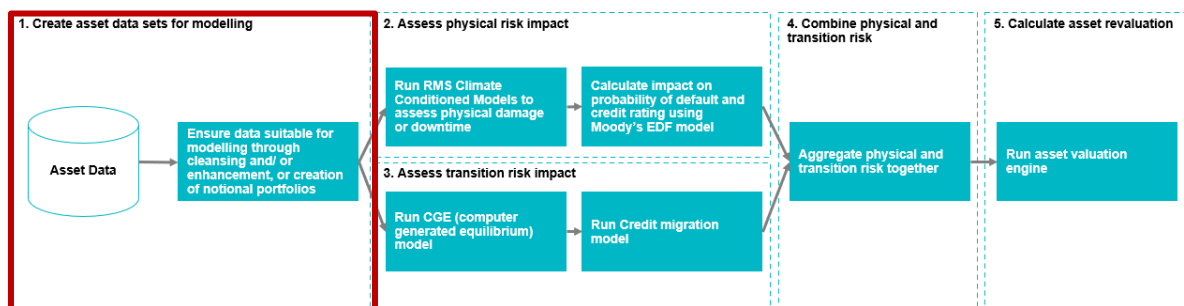 1. Create asset data sets for modelling
Asset Data
Ensure data suitable for
modelling through
cleansing and/ or
enhancement, or creation
of notional portfolios
2. Assess physical risk impact
Run RMS Climate
Conditioned Models to
assess physical damage
or downtime
Calculate impact on
probability of default and
credit rating using
Moody's EDF model
3. Assess transition risk impact
Run CGE (computer
generated equilibrium)
model
Run Credit migration
model
4. Combine physical and
transition risk
Aggregate physical and
transition risk together
5. Calculate asset revaluation
Run asset valuation
engine